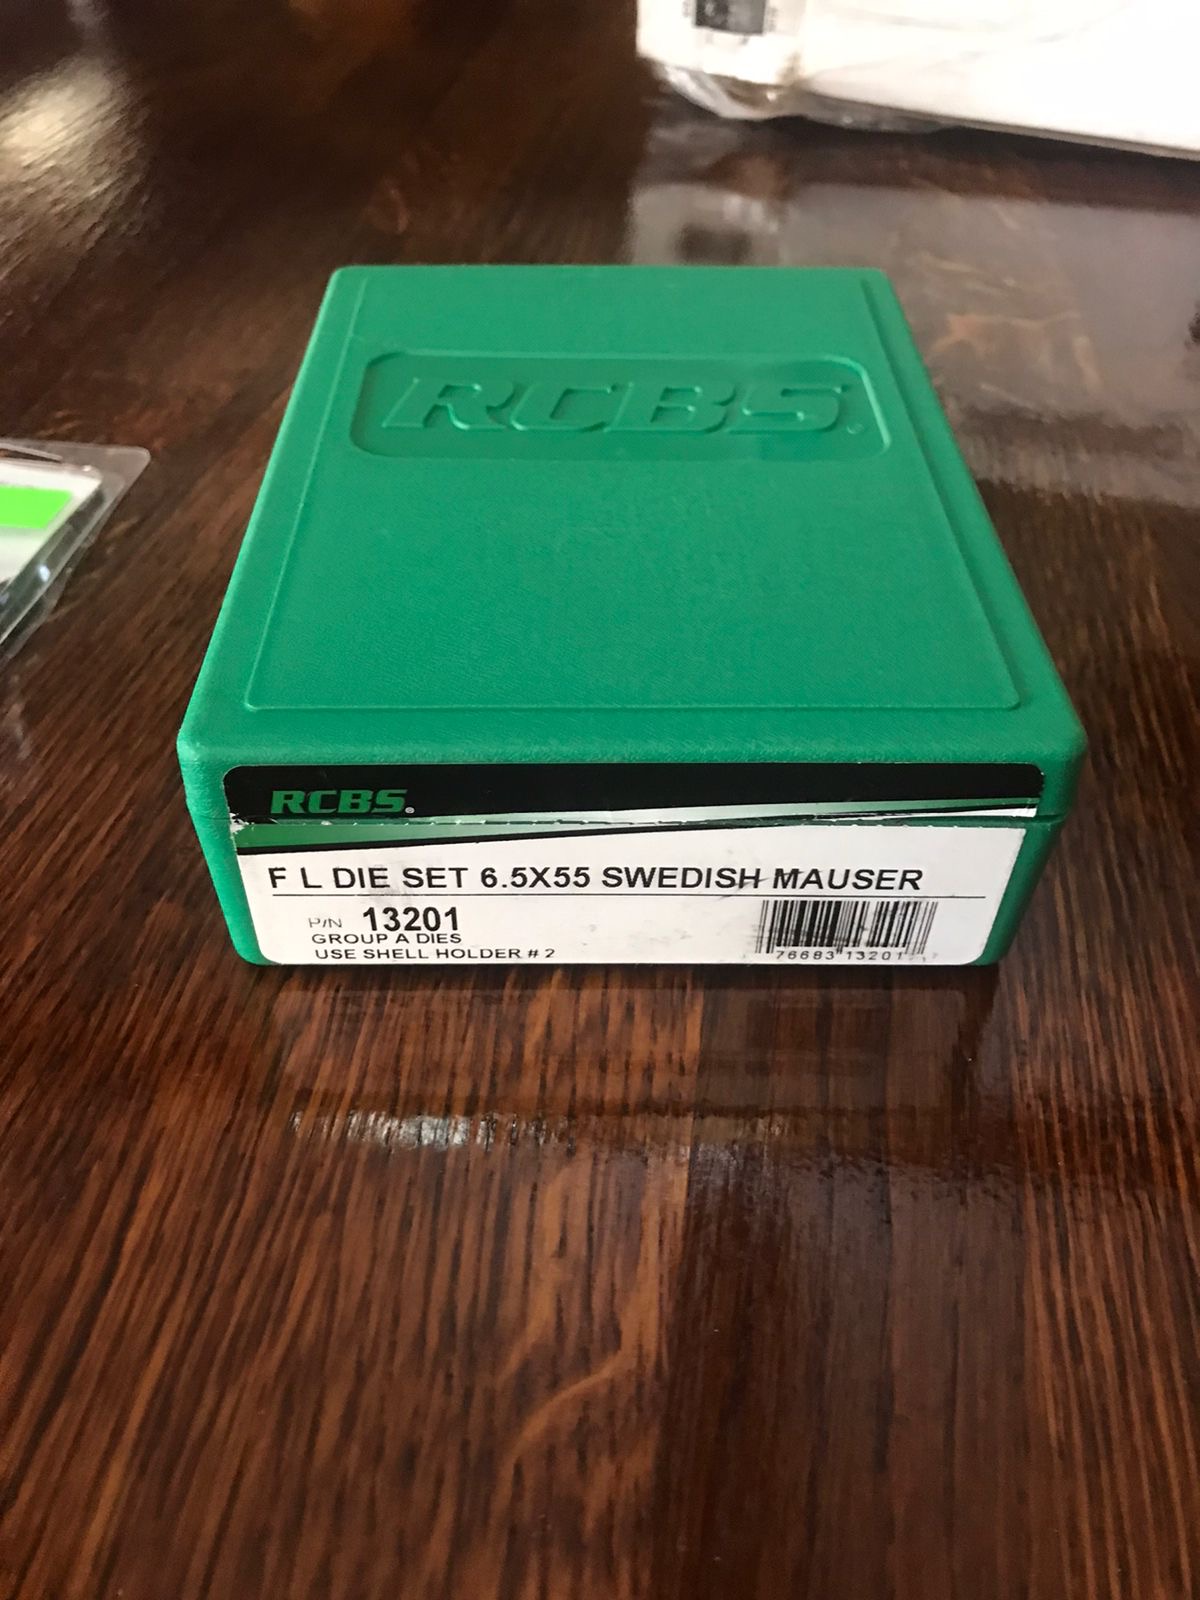 RCBS®
RCBS®
F L DIE SET 6.5X55 SWEDISH MAUSER
P/N 13201
GROUP A DIES
USE SHELL HOLDER # 2
76683 13201